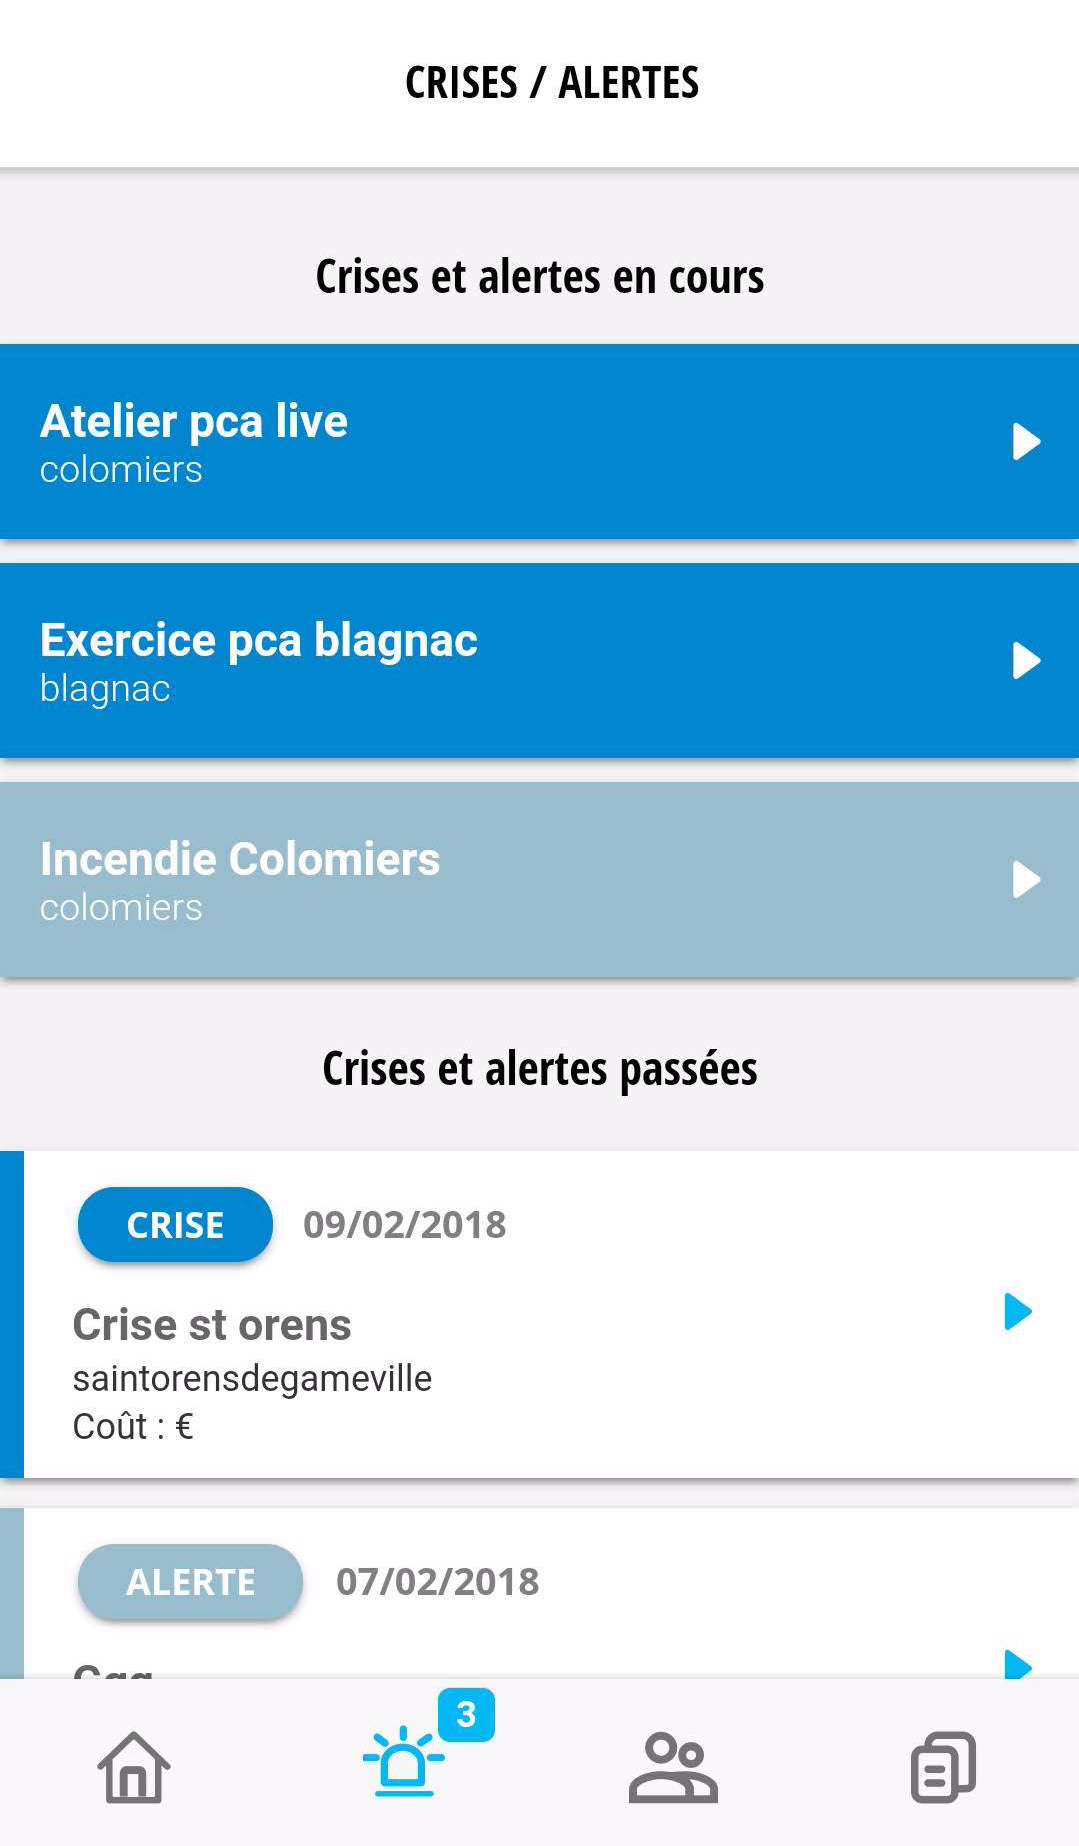 CRISES / ALERTES
Crises et alertes en cours
Atelier pca live
colomiers
Exercice pca blagnac
blagnac
Incendie Colomiers
colomiers
Crises et alertes passées
CRISE 09/02/2018
Crise st orens
saintorensdegameville
Coût : €
ALERTE 07/02/2018
3